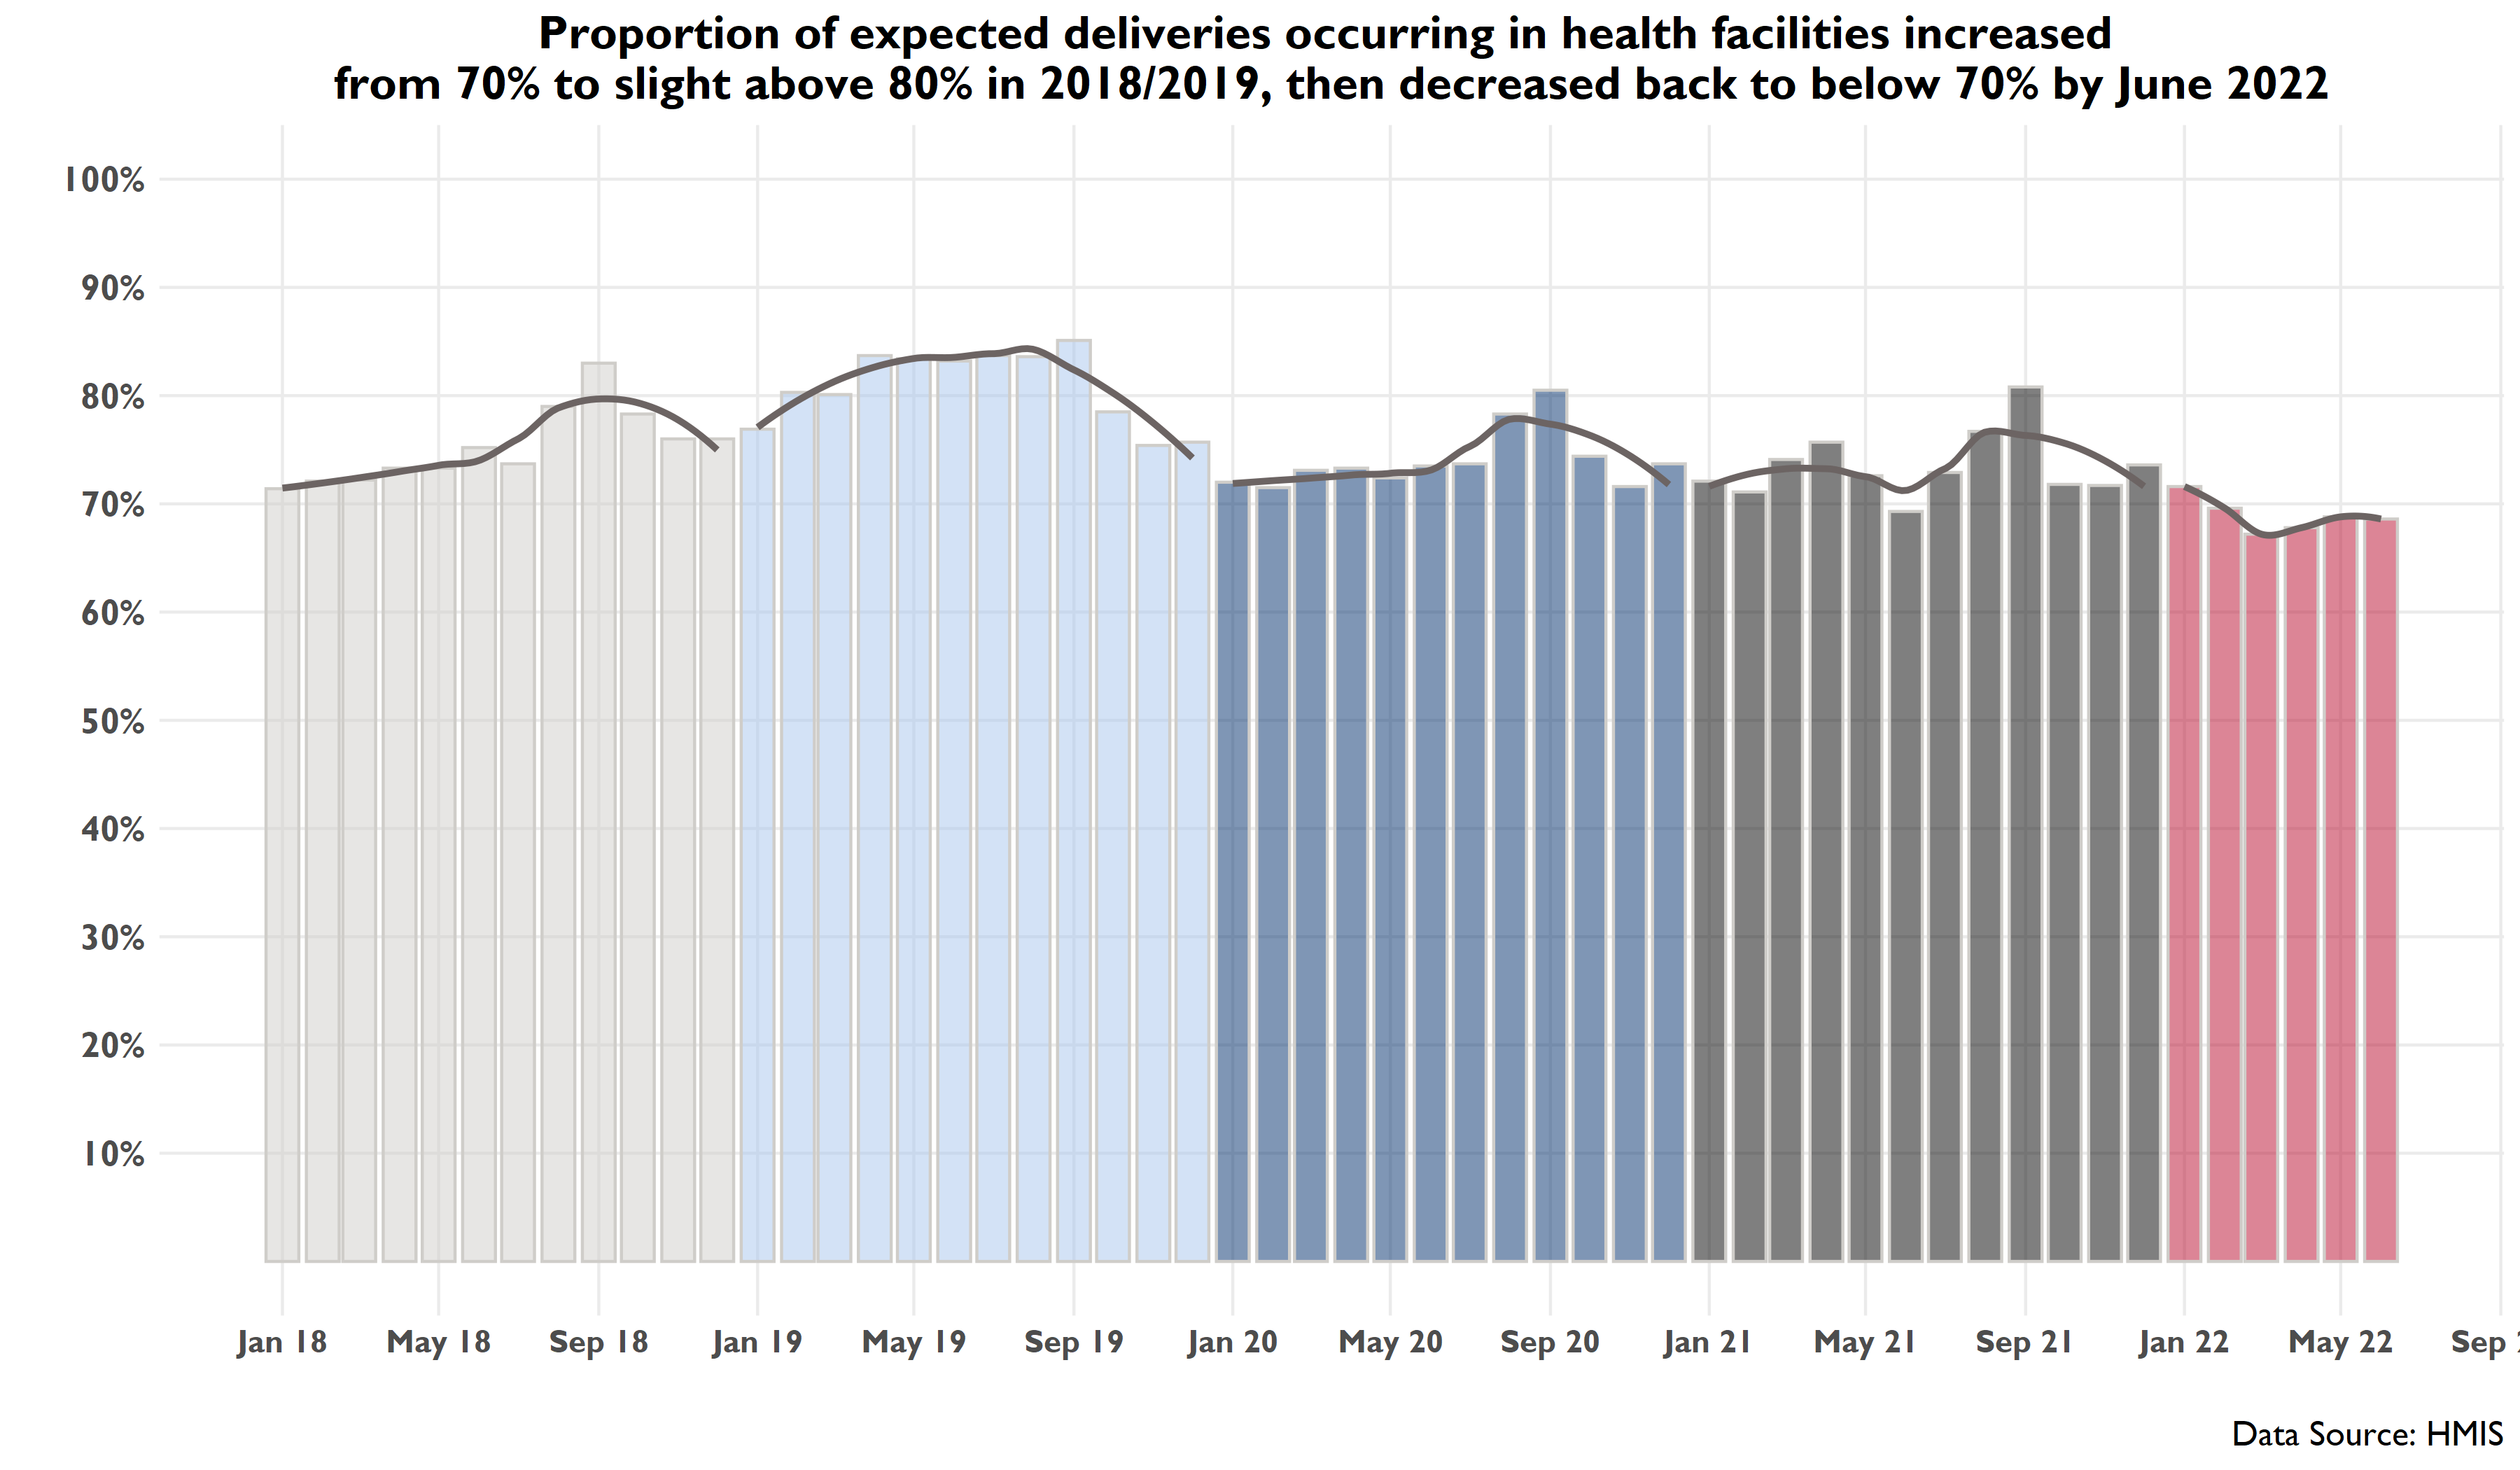 Proportion of expected deliveries occurring in health facilities increased
from 70% to slight above 80% in 2018/2019, then decreased back to below 70% by June 2022
100%
90%
80%
70%
60%
50%
40%
30%
20%
10%
Jan 18 May 18 Sep 18 Jan 19 May 19 Sep 19 Jan 20 May 20 Sep 20 Jan 21 May 21 Sep 21 Jan 22 May 22 Sep
Data Source: HMIS